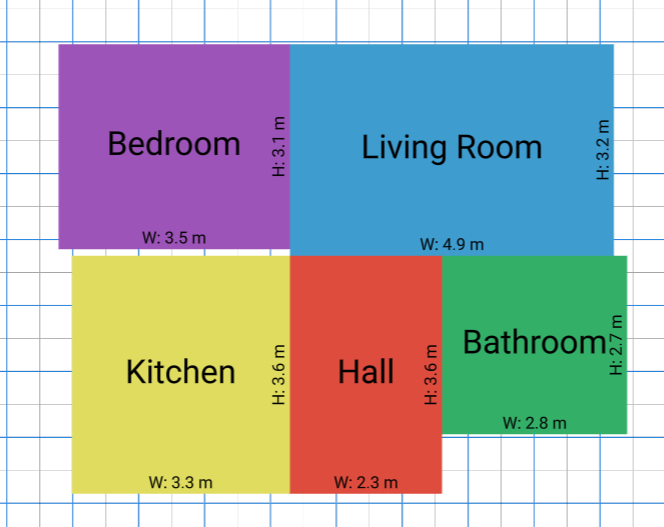 Bedroom
H: 3.1 m
W: 3.5 m
Living Room
H: 3.2 m
W: 4.9 m
Kitchen
H: 3.6 m
W: 3.3 m
Hall
H: 3.6 m
W: 2.3 m
Bathroom
H: 2.7 m
W: 2.8 m